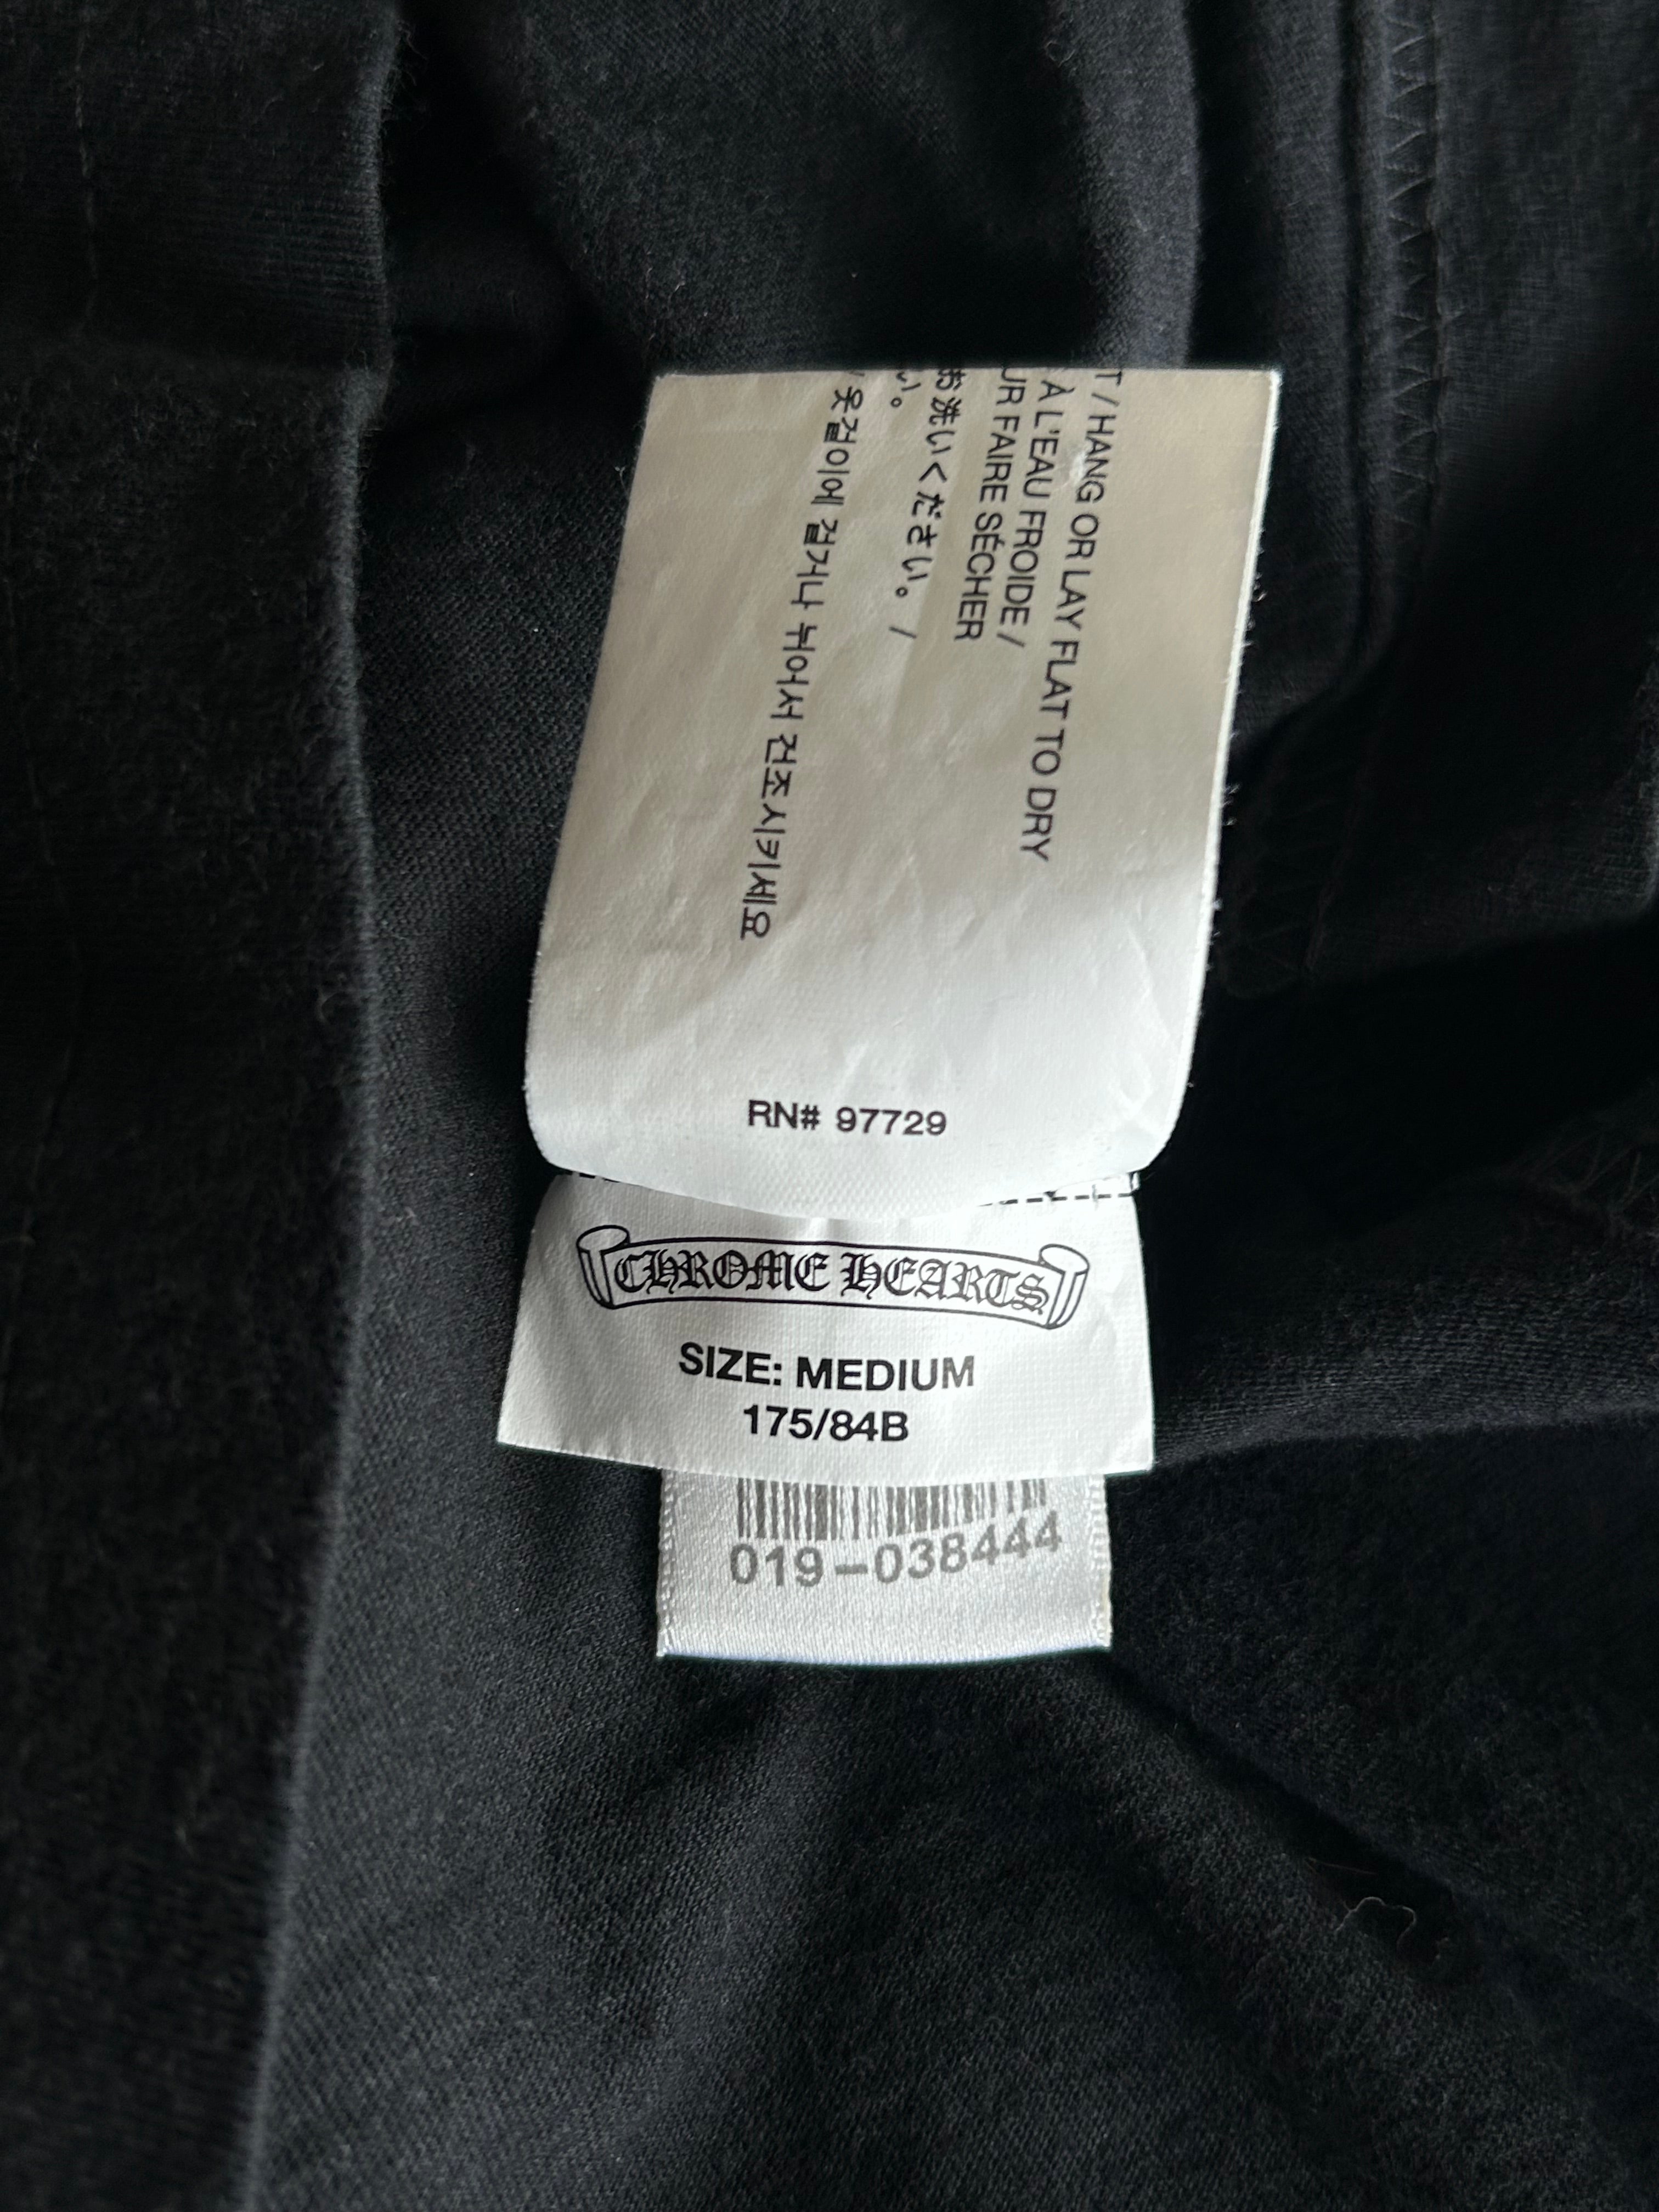 T / HANG OR LAY FLAT TO DRY
À L'EAU FROIDE /
UR FAIRE SÉCHER
お洗いください。 /
い。
/ 옷걸이에 걸거나 뉘어서 건조시키세요
RN# 97729
CHROME HEARTS
SIZE: MEDIUM
175/84B
019-038444